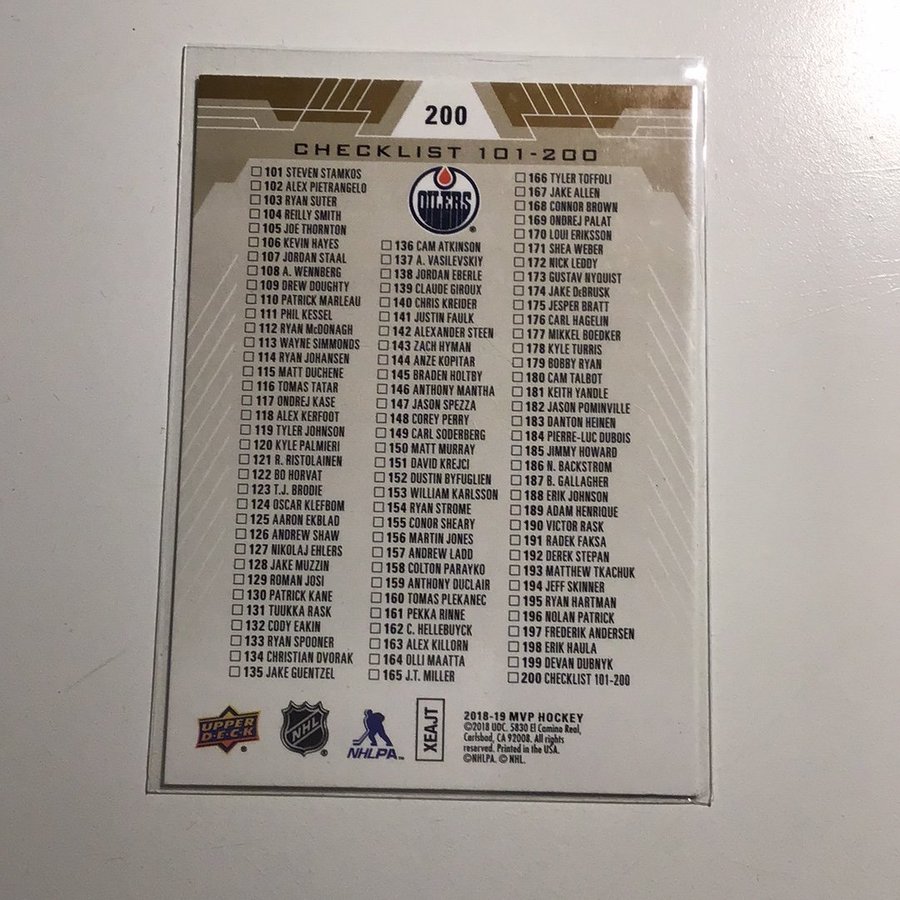 200
CHECKLIST 101-200
OILERS
101 STEVEN STAMKOS
102 ALEX PIETRANGELO
103 RYAN SUTER
104 REILLY SMITH
105 JOE THORNTON
106 KEVIN HAYES
107 JORDAN STAAL
108 A. WENNBERG
109 DREW DOUGHTY
110 PATRICK MARLEAU
111 PHIL KESSEL
112 RYAN McDONAGH
113 WAYNE SIMMONDS
114 RYAN JOHANSEN
115 MATT DUCHENE
116 TOMAS TATAR
117 ONDREJ KASE
118 ALEX KERFOOT
119 TYLER JOHNSON
120 KYLE PALMIERI
121 R. RISTOLAINEN
122 BO HORVAT
123 T.J. BRODIE
124 OSCAR KLEFBOM
125 AARON EKBLAD
126 ANDREW SHAW
127 NIKOLAJ EHLERS
128 JAKE MUZZIN
129 ROMAN JOSI
130 PATRICK KANE
131 TUUKKA RASK
132 CODY EAKIN
133 RYAN SPOONER
134 CHRISTIAN DVORAK
135 JAKE GUENTZEL
136 CAM ATKINSON
137 A. VASILEVSKIY
138 JORDAN EBERLE
139 CLAUDE GIROUX
140 CHRIS KREIDER
141 JUSTIN FAULK
142 ALEXANDER STEEN
143 ZACH HYMAN
144 ANZE KOPITAR
145 BRADEN HOLTBY
146 ANTHONY MANTHA
147 JASON SPEZZA
148 COREY PERRY
149 CARL SODERBERG
150 MATT MURRAY
151 DAVID KREJCI
152 DUSTIN BYFUGLIEN
153 WILLIAM KARLSSON
154 RYAN STROME
155 CONOR SHEARY
156 MARTIN JONES
157 ANDREW LADD
158 COLTON PARAYKO
159 ANTHONY DUCLAIR
160 TOMAS PLEKANEC
161 PEKKA RINNE
162 C. HELLEBUYCK
163 ALEX KILLORN
164 OLLI MAATTA
165 J.T. MILLER
166 TYLER TOFFOLI
167 JAKE ALLEN
168 CONNOR BROWN
169 ONDREJ PALAT
170 LOUI ERIKSSON
171 SHEA WEBER
172 NICK LEDDY
173 GUSTAV NYQUIST
174 JAKE DeBRUSK
175 JESPER BRATT
176 CARL HAGELIN
177 MIKKEL BOEDKER
178 KYLE TURRIS
179 BOBBY RYAN
180 CAM TALBOT
181 KEITH YANDLE
182 JASON POMINVILLE
183 DANTON HEINEN
184 PIERRE-LUC DUBOIS
185 JIMMY HOWARD
186 N. BACKSTROM
187 B. GALLAGHER
188 ERIK JOHNSON
189 ADAM HENRIQUE
190 VICTOR RASK
191 RADEK FAKSA
192 DEREK STEPAN
193 MATTHEW TKACHUK
194 JEFF SKINNER
195 RYAN HARTMAN
196 NOLAN PATRICK
197 FREDERIK ANDERSEN
198 ERIK HAULA
199 DEVAN DUBNYK
200 CHECKLIST 101-200
UPPER
D·E·C·K
NHL
NHLPA
XEAJT
2018-19 MVP HOCKEY
©2018 UDC. 5830 El Camino Real,
Carlsbad, CA 92008. All rights
reserved. Printed in the USA.
©NHLPA. © NHL.